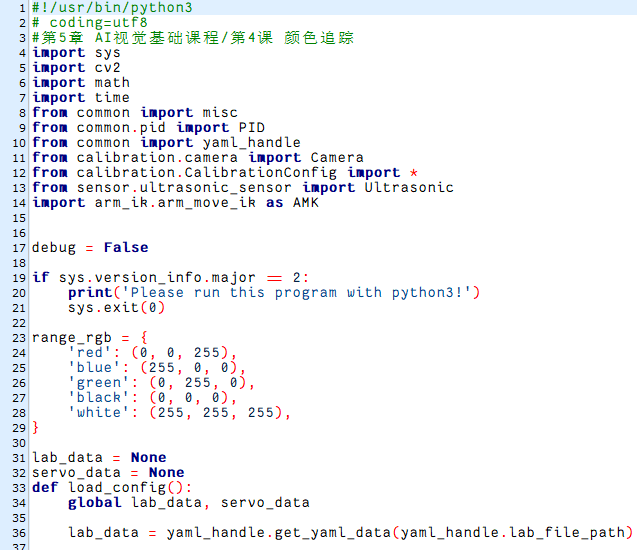 1 #!/usr/bin/python3
2 # coding=utf8
3 #第5章 AI视觉基础课程/第4课 颜色追踪
4 import sys
5 import cv2
6 import math
7 import time
8 from common import misc
9 from common.pid import PID
10 from common import yaml_handle
11 from calibration.camera import Camera
12 from calibration.CalibrationConfig import *
13 from sensor.ultrasonic_sensor import Ultrasonic
14 import arm_ik.arm_move_ik as AMK
15
16
17 debug = False
18
19 if sys.version_info.major == 2:
20     print('Please run this program with python3!')
21     sys.exit(0)
22
23 range_rgb = {
24     'red': (0, 0, 255),
25     'blue': (255, 0, 0),
26     'green': (0, 255, 0),
27     'black': (0, 0, 0),
28     'white': (255, 255, 255),
29 }
30
31 lab_data = None
32 servo_data = None
33 def load_config():
34     global lab_data, servo_data
35
36     lab_data = yaml_handle.get_yaml_data(yaml_handle.lab_file_path)
37